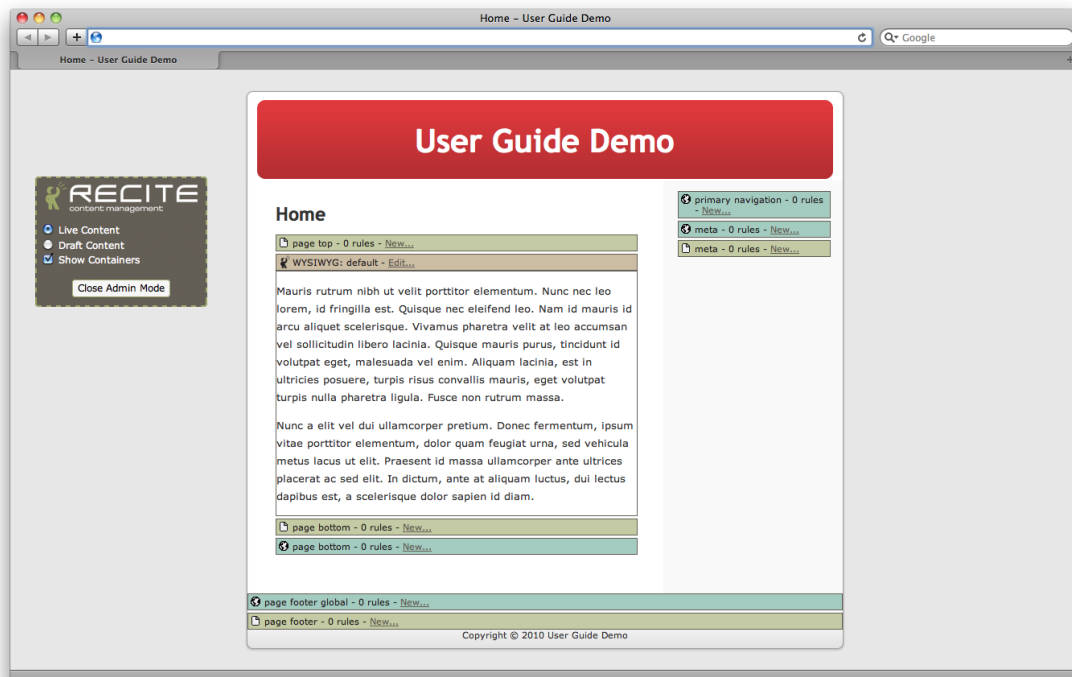 Home – User Guide Demo
Google
Home – User Guide Demo
User Guide Demo
RECITE
content management
Live Content
Draft Content
Show Containers
Close Admin Mode
Home
page top - 0 rules - New...
WYSIWYG: default - Edit...
Mauris rutrum nibh ut velit porttitor elementum. Nunc nec leo
lorem, id fringilla est. Quisque nec eleifend leo. Nam id mauris id
arcu aliquet scelerisque. Vivamus pharetra velit at leo accumsan
vel sollicitudin libero lacinia. Quisque mauris purus, tincidunt id
volutpat eget, malesuada vel enim. Aliquam lacinia, est in
ultricies posuere, turpis risus convallis mauris, eget volutpat
turpis nulla pharetra ligula. Fusce non rutrum massa.
Nunc a elit vel dui ullamcorper pretium. Donec fermentum, ipsum
vitae porttitor elementum, dolor quam feugiat urna, sed vehicula
metus lacus ut elit. Praesent id massa ullamcorper ante ultrices
placerat ac sed elit. In dictum, ante at aliquam luctus, dui lectus
dapibus est, a scelerisque dolor sapien id diam.
page bottom - 0 rules - New...
page bottom - 0 rules - New...
primary navigation - 0 rules
- New...
meta - 0 rules - New...
meta - 0 rules - New...
page footer global - 0 rules - New...
page footer - 0 rules - New...
Copyright © 2010 User Guide Demo